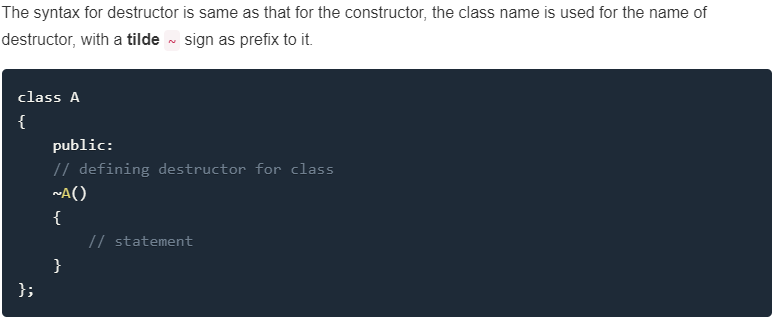 The syntax for destructor is same as that for the constructor, the class name is used for the name of
destructor, with a tilde ~ sign as prefix to it.
class A
{
    public:
    // defining destructor for class
    ~A()
    {
        // statement
    }
};